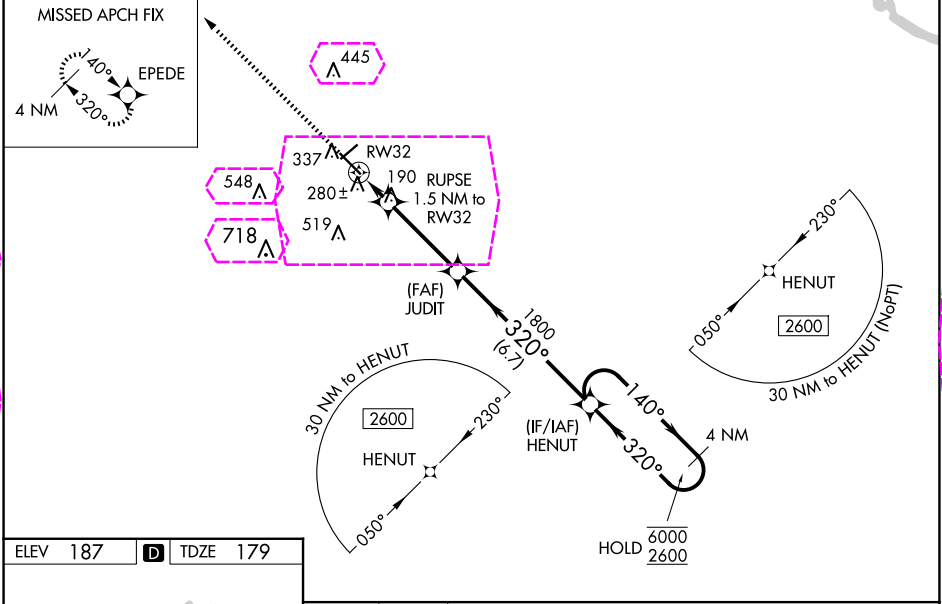 MISSED APCH FIX
140°
EPEDE
4 NM
320°
445
337
RW32
548
280±
190
RUPSE
1.5 NM to
RW32
718
519
(FAF)
JUDIT
230°
HENUT
2600
050°
30 NM to HENUT (NoPT)
1800
320°
(6.7)
30 NM to HENUT
2600
230°
HENUT
050°
140°
(IF/IAF)
HENUT
4 NM
320°
HOLD
6000
2600
ELEV 187
D
TDZE 179